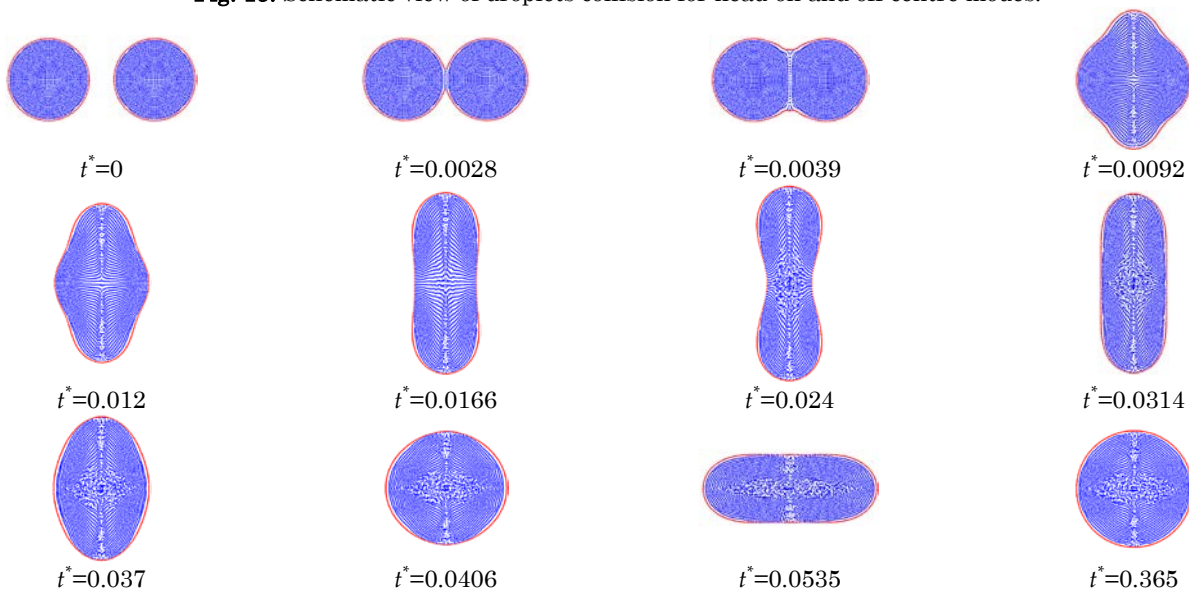 Fig. 15. Schematic view of droplets collision for head on and off centre modes.
t*=0 t*=0.0028 t*=0.0039 t*=0.0092
t*=0.012 t*=0.0166 t*=0.024 t*=0.0314
t*=0.037 t*=0.0406 t*=0.0535 t*=0.365